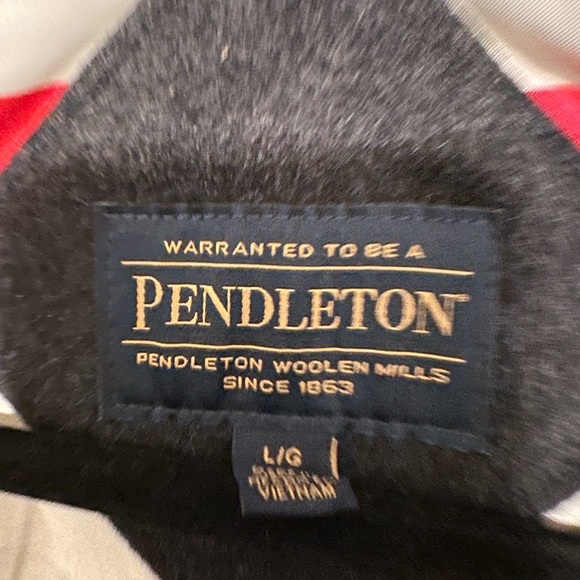 WARRANTED TO BE A
PENDLETON
PENDLETON WOOLEN MILLS
SINCE 1863
L/G
VIETNAM